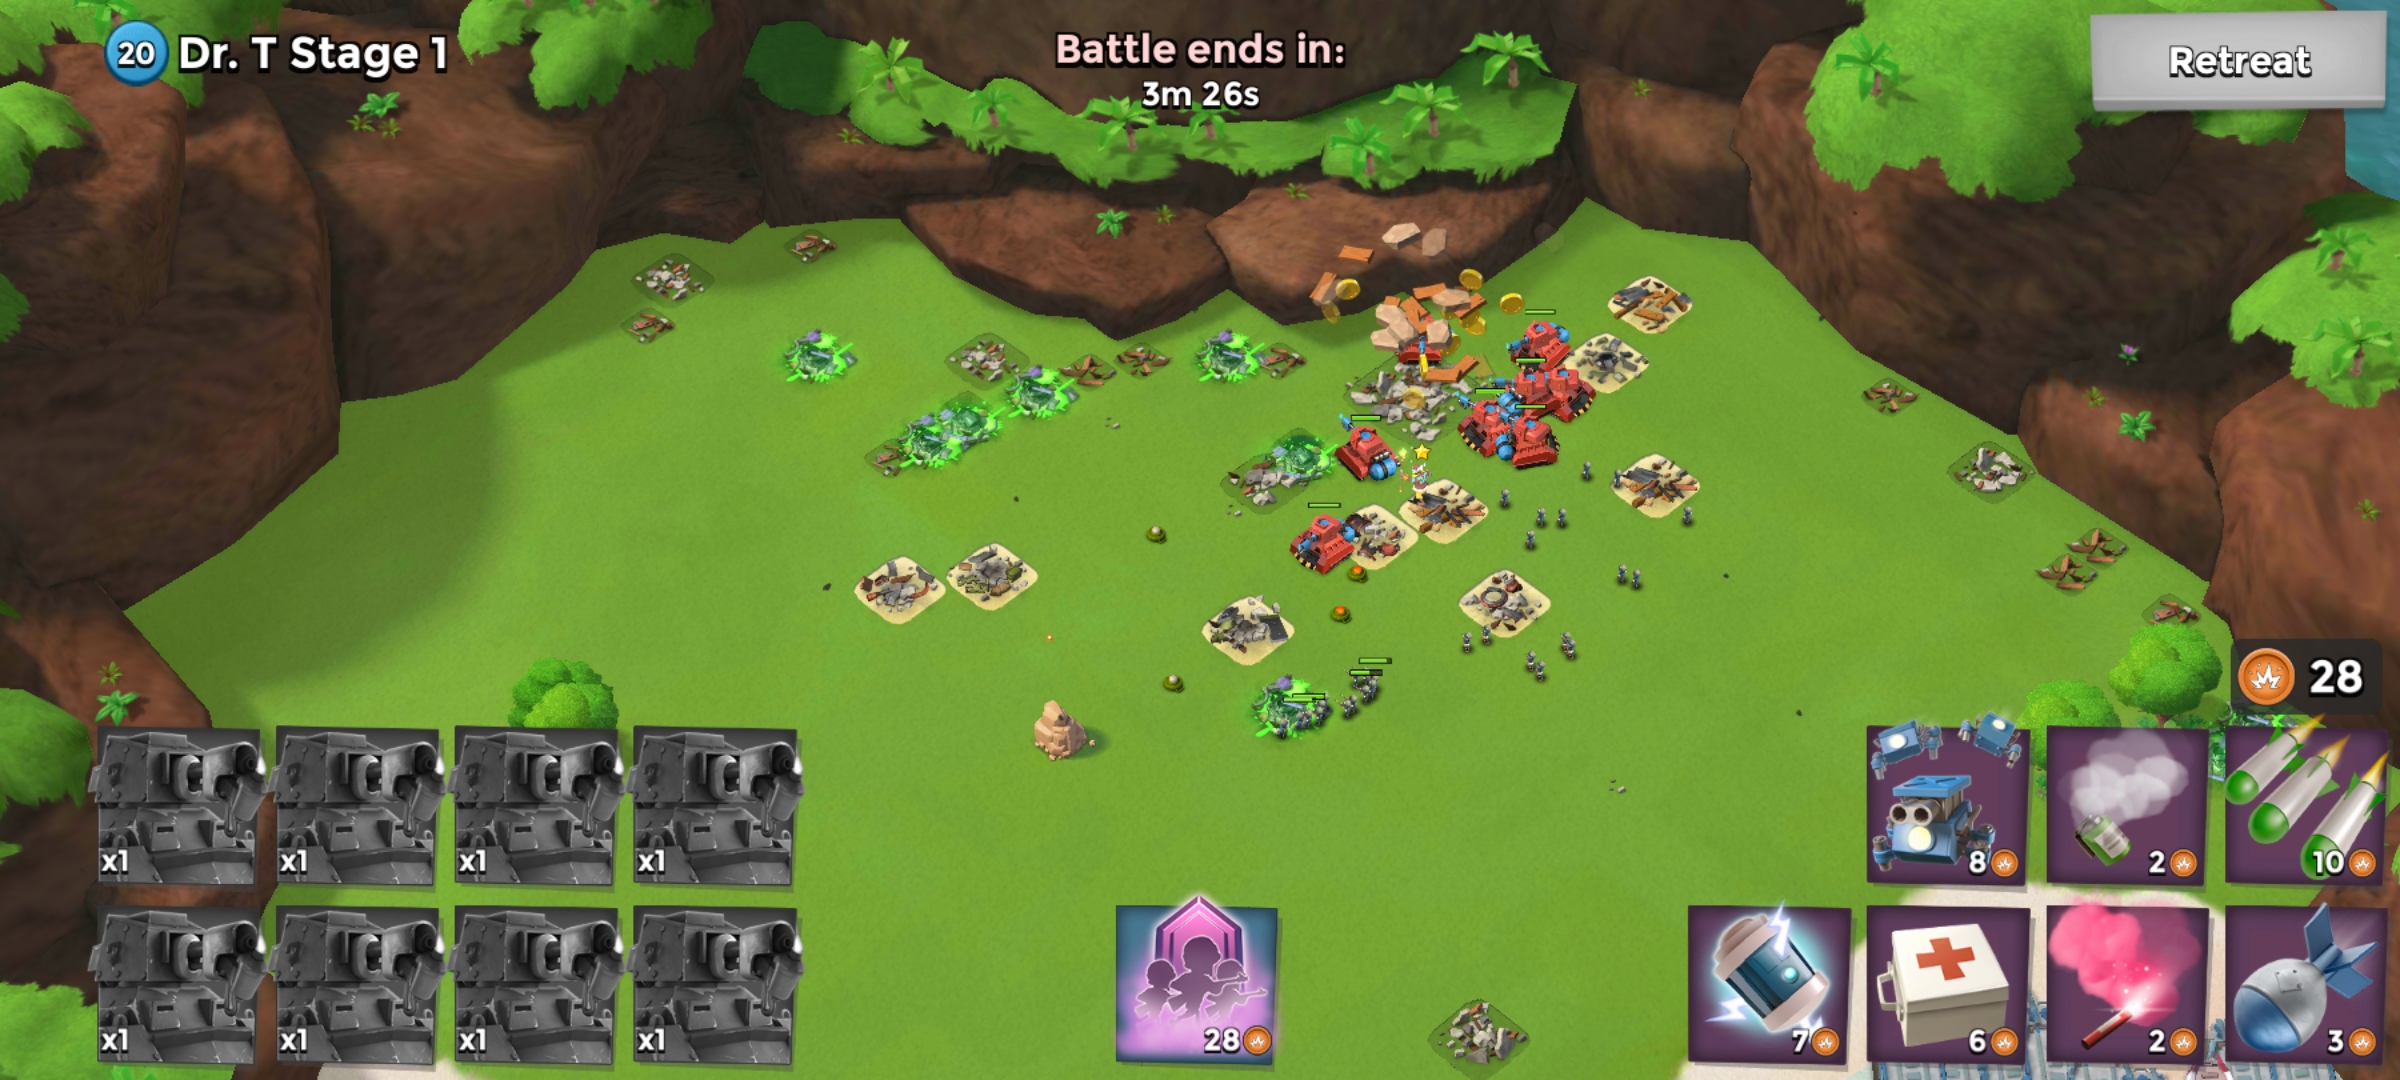 20 Dr. T Stage 1
Battle ends in:
3m 26s
Retreat
28
x1 x1 x1 x1
8 2 10
x1 x1 x1 x1
28
7 6 2 3